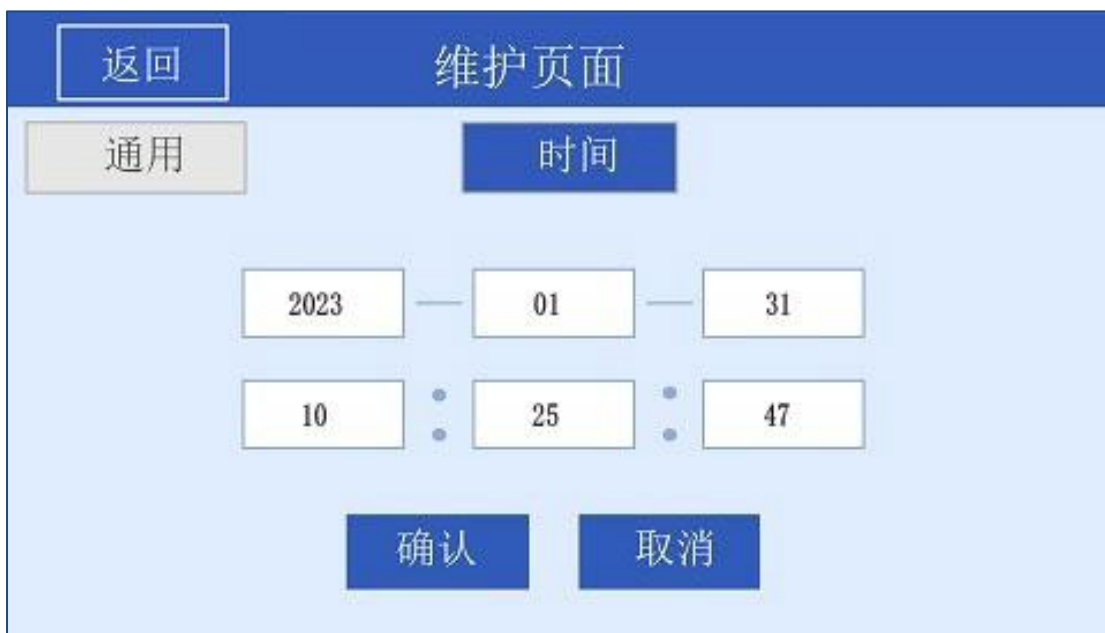 返回 维护页面
通用 时间
2023 — 01 — 31
10 : 25 : 47
确认 取消